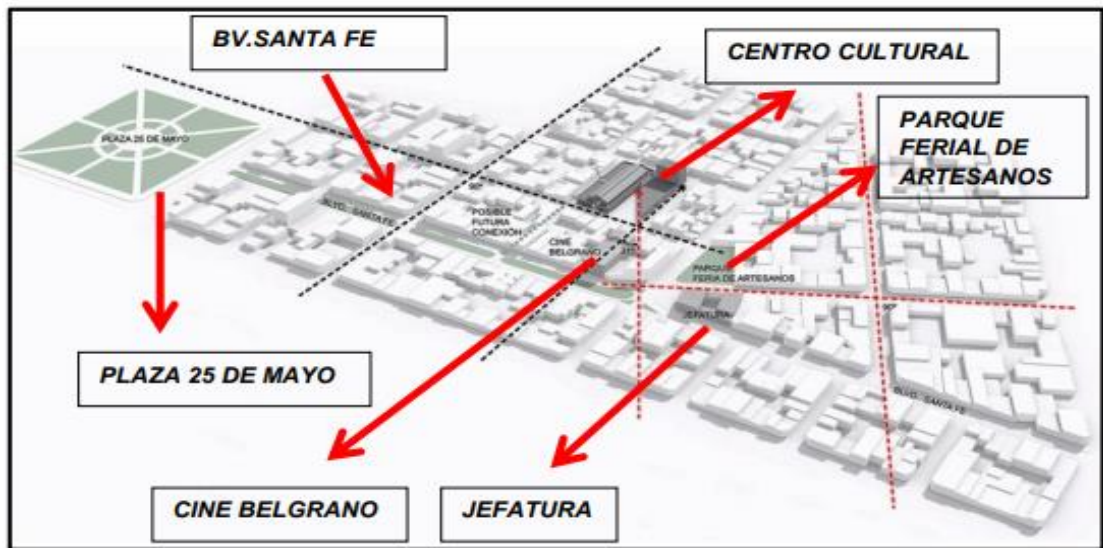 BV.SANTA FE
CENTRO CULTURAL
PARQUE
FERIAL DE
ARTESANOS
PLAZA 25 DE MAYO
BLVD. SANTA FE
POSIBLE
FUTURA
CONEXIÓN
CINE
BELGRANO
PARQUE
FERIA DE ARTESANOS
JEFATURA
BLVD. SANTA FE
PLAZA 25 DE MAYO
CINE BELGRANO
JEFATURA